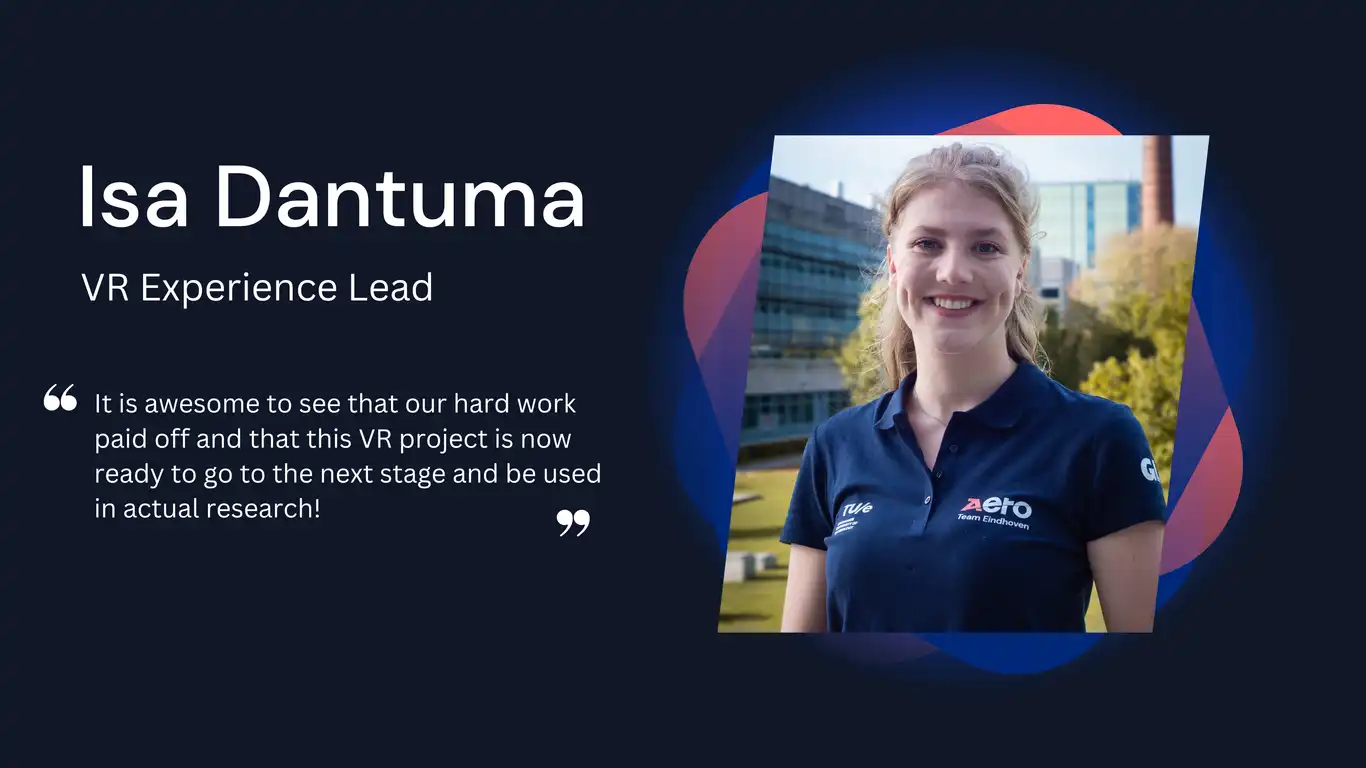 Isa Dantuma
VR Experience Lead
“ It is awesome to see that our hard work
paid off and that this VR project is now
ready to go to the next stage and be used
in actual research! ”
TU/e
Aero
Team Eindhoven